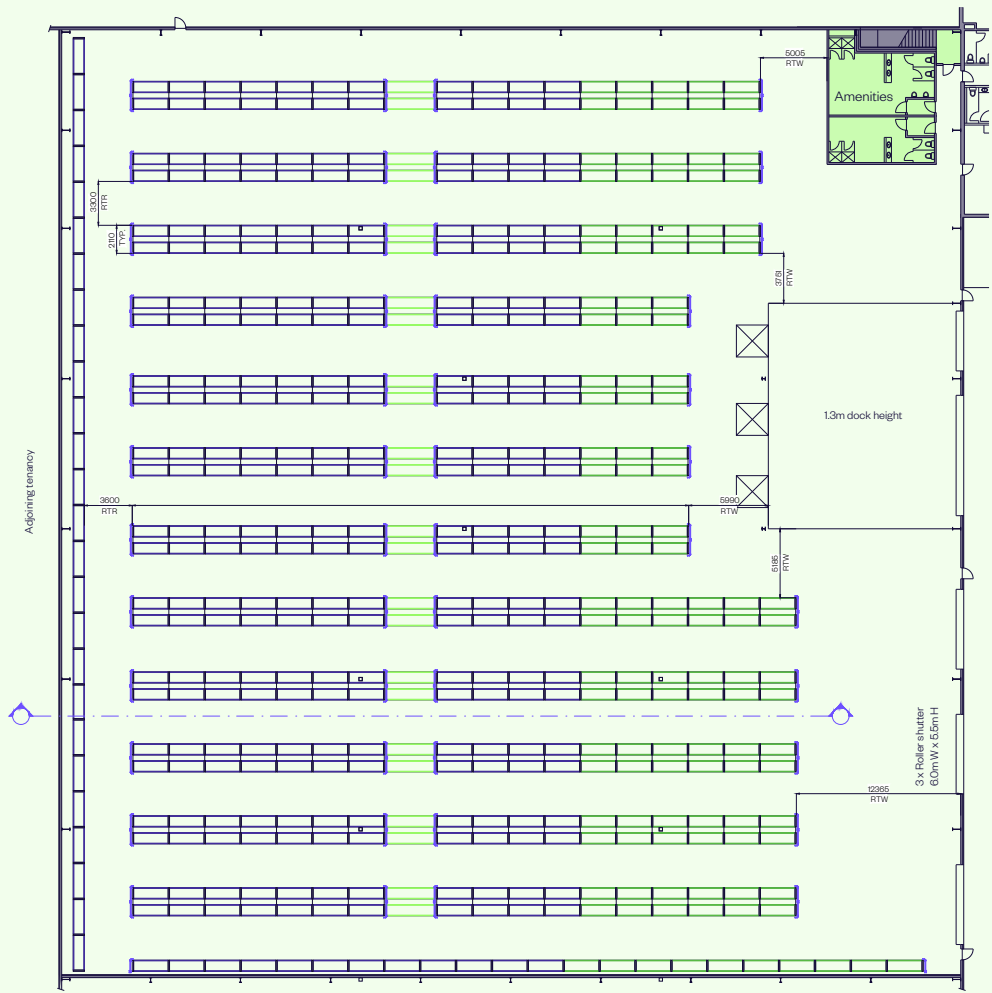 5005
RTW
Amenities
3300
RTR
2110
TYP.
3761
RTW
1.3m dock height
Adjoining tenancy
3600
RTR
5990
RTW
5185
RTW
3 x Roller shutter
6.0m W x 5.5m H
12365
RTW